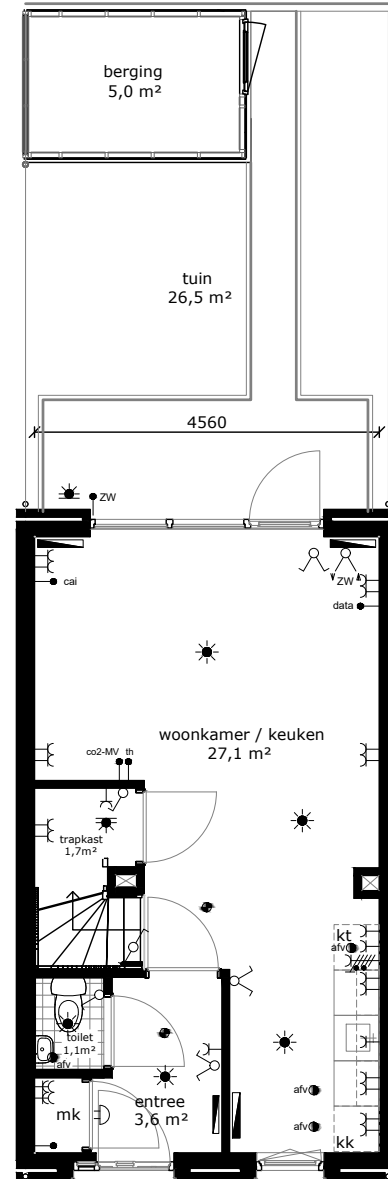 berging
5,0 m²
tuin
26,5 m²
4560
ZW
cai
ZW
data
woonkamer / keuken
27,1 m²
co2-MV th
trapkast
1,7m²
kt
afv
toilet
1,1m²
afv
mk
entree
3,6 m²
afv
afv
kk